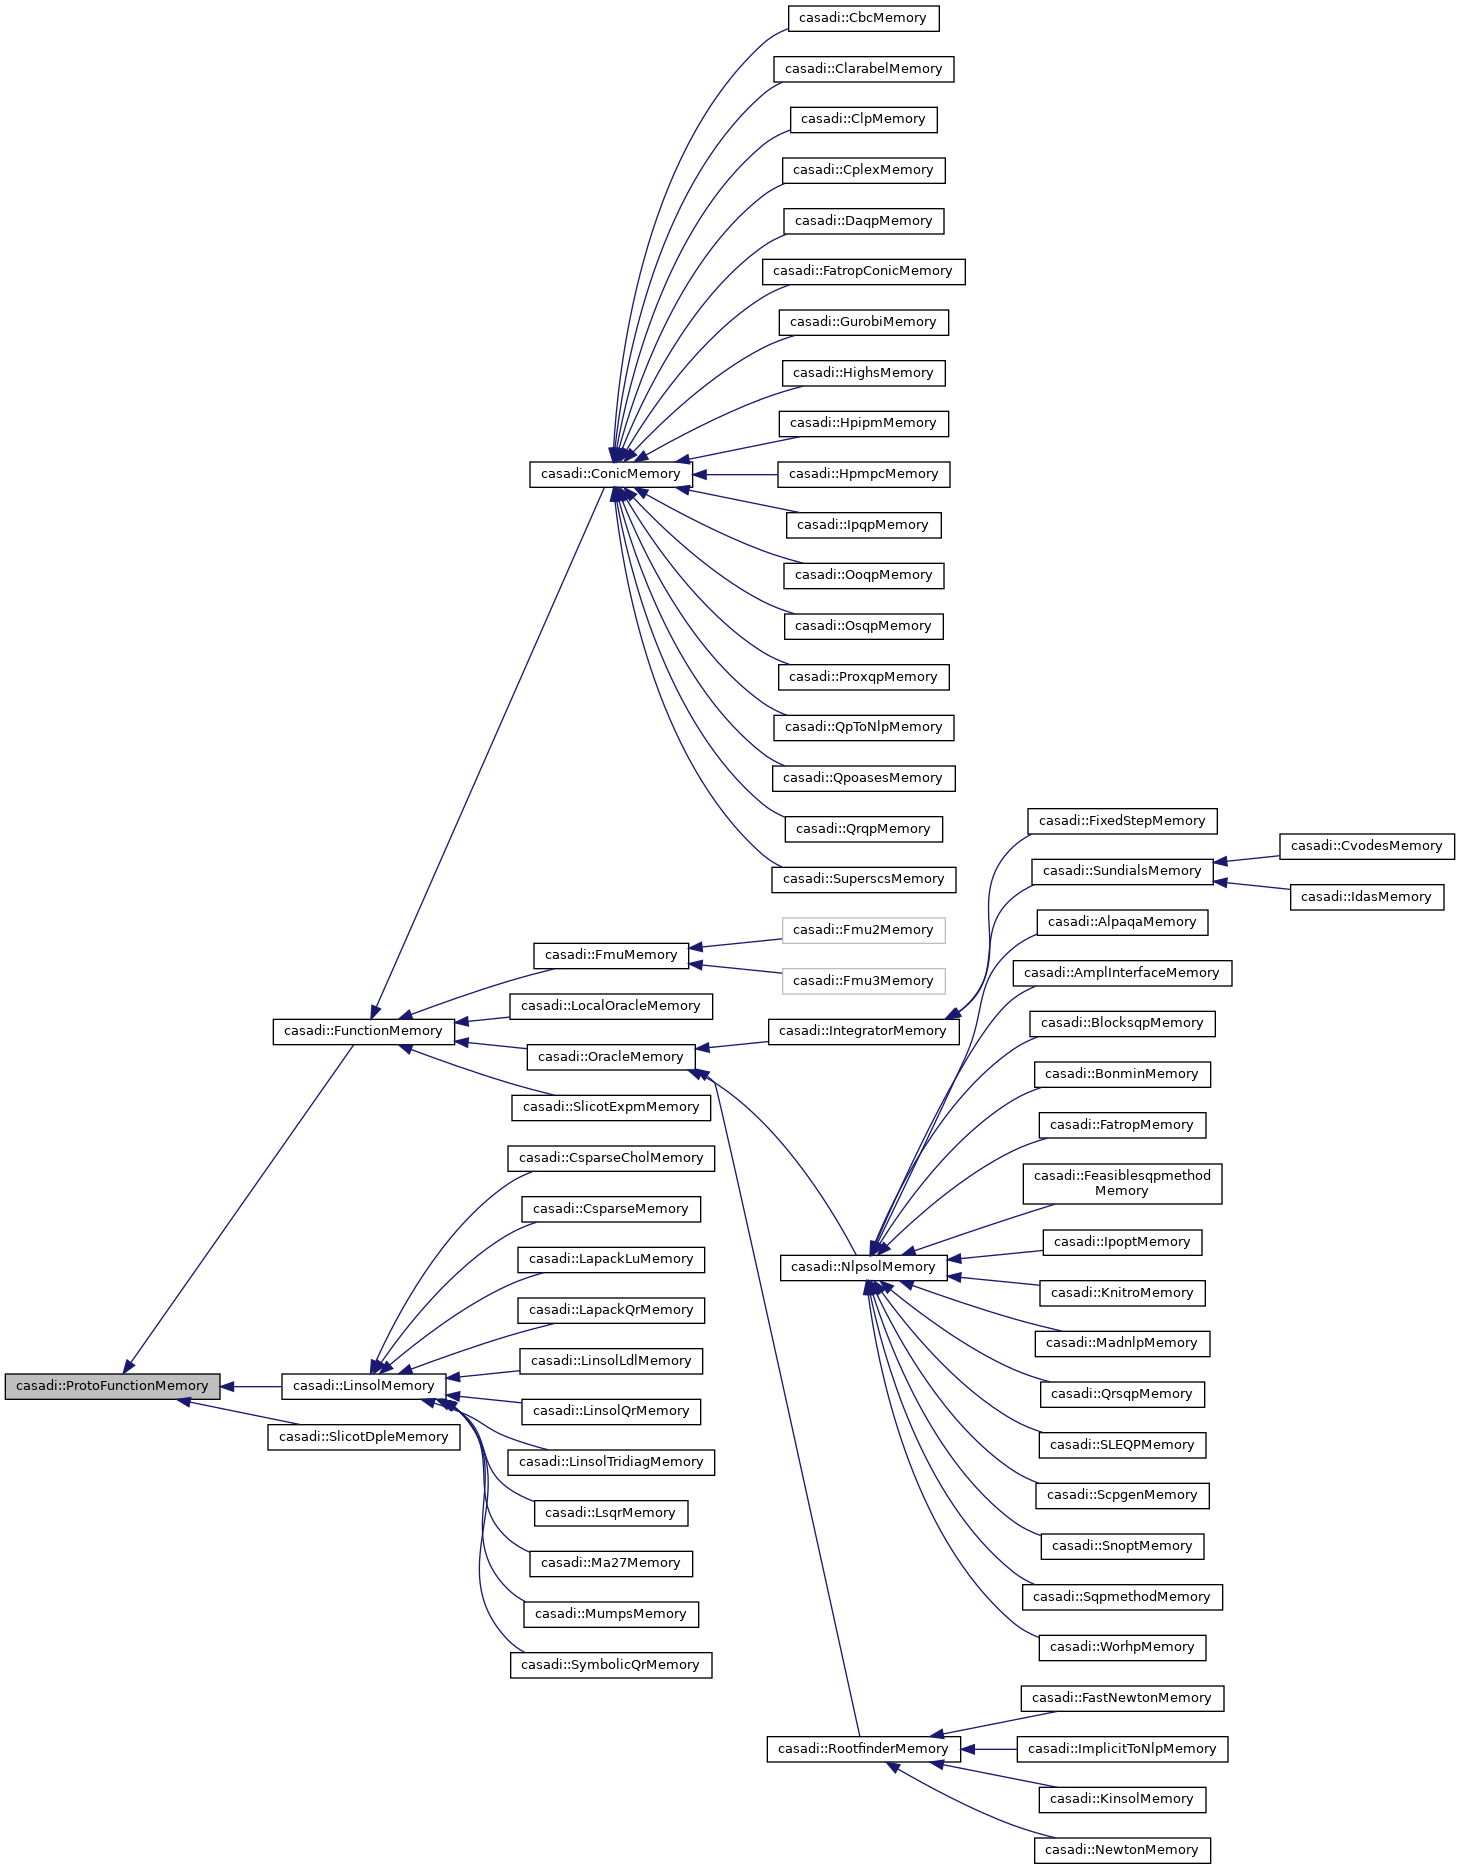 casadi::CbcMemory
casadi::ClarabelMemory
casadi::ClpMemory
casadi::CplexMemory
casadi::DaqpMemory
casadi::FatropConicMemory
casadi::GurobiMemory
casadi::HighsMemory
casadi::HpipmMemory
casadi::ConicMemory
casadi::HpmpcMemory
casadi::IpqpMemory
casadi::OoqpMemory
casadi::OsqpMemory
casadi::ProxqpMemory
casadi::QpToNlpMemory
casadi::QpoasesMemory
casadi::QrqpMemory
casadi::SuperscsMemory
casadi::FixedStepMemory
casadi::CvodesMemory
casadi::SundialsMemory
casadi::IdasMemory
casadi::AlpaqaMemory
casadi::Fmu2Memory
casadi::FmuMemory
casadi::AmplInterfaceMemory
casadi::Fmu3Memory
casadi::LocalOracleMemory
casadi::BlocksqpMemory
casadi::FunctionMemory
casadi::IntegratorMemory
casadi::OracleMemory
casadi::BonminMemory
casadi::SlicotExpmMemory
casadi::FatropMemory
casadi::CsparseCholMemory
casadi::Feasiblesqpmethod
Memory
casadi::CsparseMemory
casadi::IpoptMemory
casadi::LapackLuMemory
casadi::NlpsolMemory
casadi::KnitroMemory
casadi::LapackQrMemory
casadi::MadnlpMemory
casadi::LinsolLdlMemory
casadi::ProtoFunctionMemory
casadi::LinsolMemory
casadi::QrsqpMemory
casadi::LinsolQrMemory
casadi::SlicotDpleMemory
casadi::SLEQPMemory
casadi::LinsolTridiagMemory
casadi::ScpgenMemory
casadi::LsqrMemory
casadi::SnoptMemory
casadi::Ma27Memory
casadi::SqpmethodMemory
casadi::MumpsMemory
casadi::WorhpMemory
casadi::SymbolicQrMemory
casadi::FastNewtonMemory
casadi::RootfinderMemory
casadi::ImplicitToNlpMemory
casadi::KinsolMemory
casadi::NewtonMemory